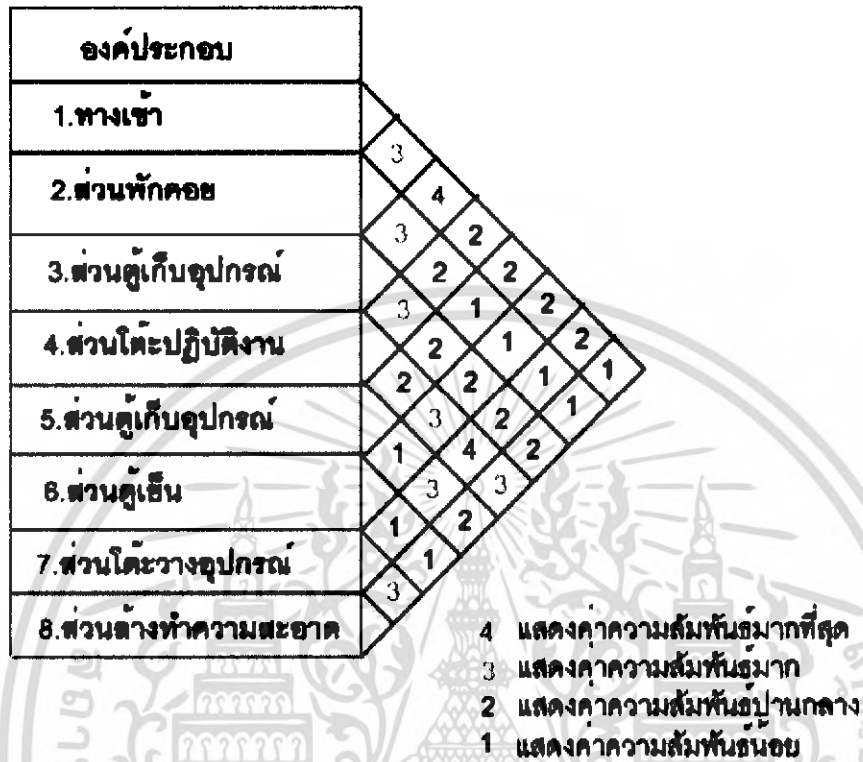 องค์ประกอบ
1.ทางเข้า
3
2.ส่วนพักคอย 4
3 2
3.ส่วนตู้เก็บอุปกรณ์ 2 2
3 1 2
4.ส่วนโต๊ะปฏิบัติงาน 2 1 2
2 2 1 1
5.ส่วนตู้เก็บอุปกรณ์ 3 2 1
1 4 2
6.ส่วนตู้เย็น 3 3
1 2
7.ส่วนโต๊ะวางอุปกรณ์ 1
3
8.ส่วนล้างทำความสะอาด
4 แสดงค่าความสัมพันธ์มากที่สุด
3 แสดงค่าความสัมพันธ์มาก
2 แสดงค่าความสัมพันธ์ปานกลาง
1 แสดงค่าความสัมพันธ์น้อย